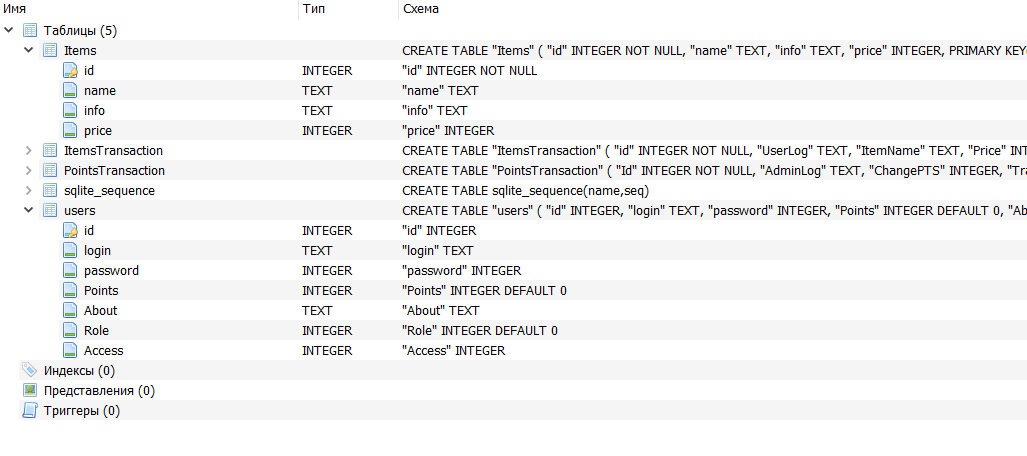 Имя Тип Схема
Таблицы (5)
Items CREATE TABLE "Items" ( "id" INTEGER NOT NULL, "name" TEXT, "info" TEXT, "price" INTEGER, PRIMARY KEY(
id INTEGER "id" INTEGER NOT NULL
name TEXT "name" TEXT
info TEXT "info" TEXT
price INTEGER "price" INTEGER
ItemsTransaction CREATE TABLE "ItemsTransaction" ( "Id" INTEGER NOT NULL, "UserLog" TEXT, "ItemName" TEXT, "Price" INT
PointsTransaction CREATE TABLE "PointsTransaction" ( "Id" INTEGER NOT NULL, "AdminLog" TEXT, "ChangePTS" INTEGER, "Tra
sqlite_sequence CREATE TABLE sqlite_sequence(name,seq)
users CREATE TABLE "users" ( "id" INTEGER, "login" TEXT, "password" INTEGER, "Points" INTEGER DEFAULT 0, "Ab
id INTEGER "id" INTEGER
login TEXT "login" TEXT
password INTEGER "password" INTEGER
Points INTEGER "Points" INTEGER DEFAULT 0
About TEXT "About" TEXT
Role INTEGER "Role" INTEGER DEFAULT 0
Access INTEGER "Access" INTEGER
Индексы (0)
Представления (0)
Триггеры (0)